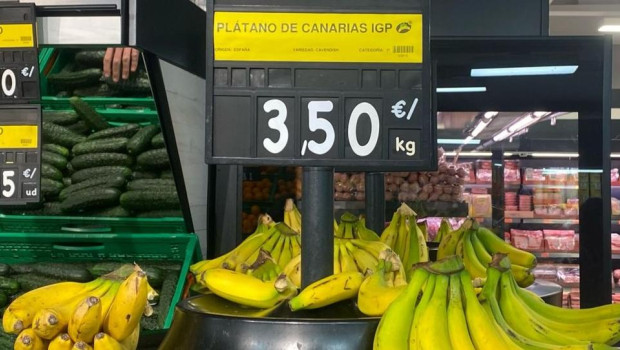 PLÁTANO DE CANARIAS IGP
3,50 €/
kg
0 €/
5 €/
ud